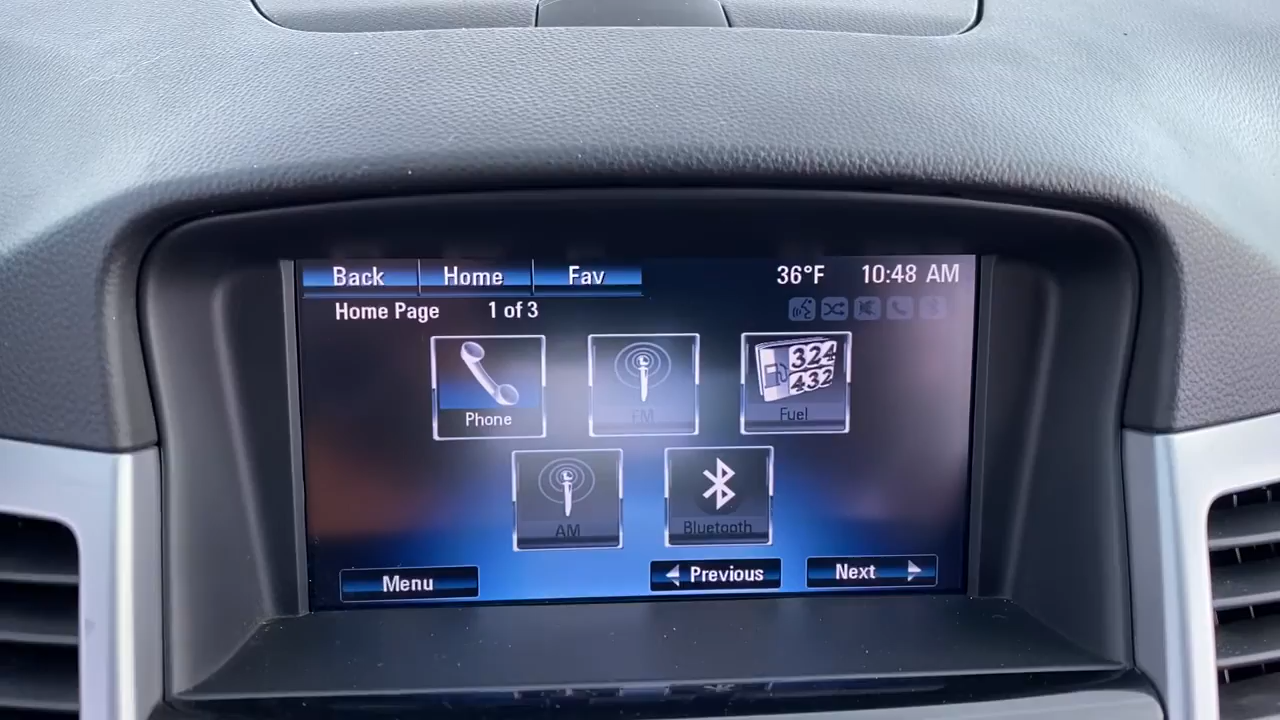 Back Home Fav 36°F 10:48 AM
Home Page 1 of 3
324
432
Phone FM Fuel
AM Bluetooth
Menu Previous Next